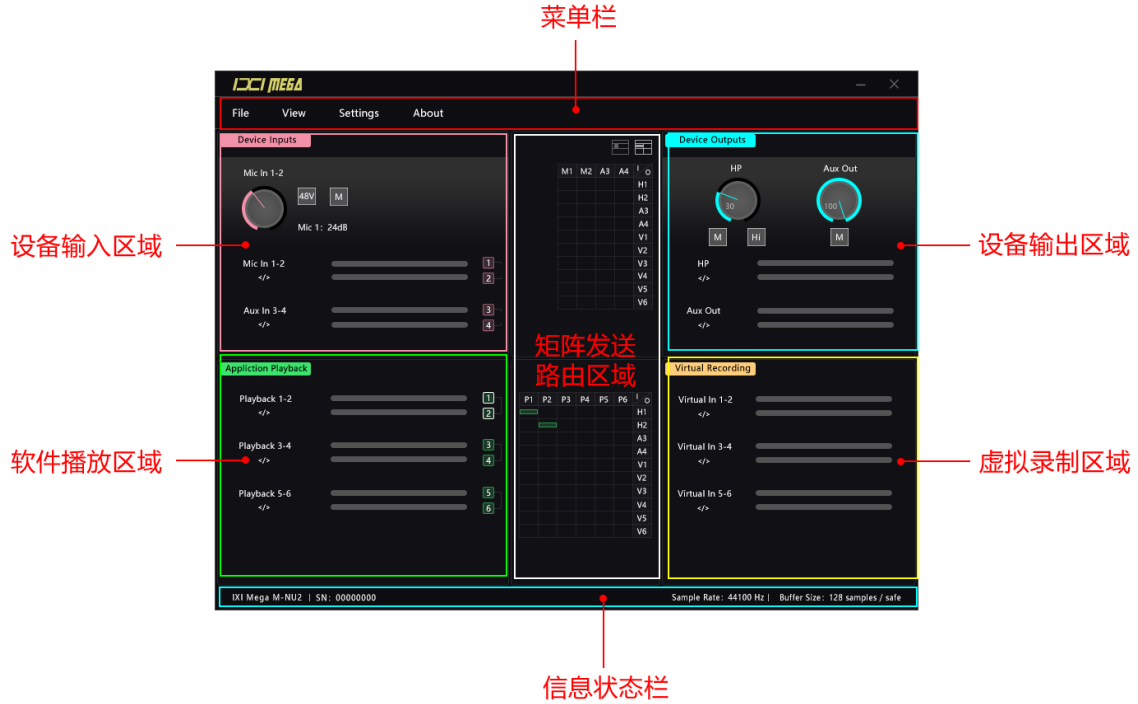 菜单栏
IXI MEGA
File View Settings About
Device Inputs
Mic In 1-2
48V M
Mic 1: 24dB
Mic In 1-2 1
</> 2
Aux In 3-4 3
</> 4
设备输入区域
M1 M2 A3 A4 I O
H1
H2
A3
A4
V1
V2
V3
V4
V5
V6
矩阵发送
路由区域
Device Outputs
HP Aux Out
30 100
M Hi M
HP
</>
Aux Out
</>
设备输出区域
Appliction Playback
Playback 1-2 1
</> 2
Playback 3-4 3
</> 4
Playback 5-6 5
</> 6
软件播放区域
P1 P2 P3 P4 P5 P6 I O
H1
H2
A3
A4
V1
V2
V3
V4
V5
V6
Virtual Recording
Virtual In 1-2
</>
Virtual In 3-4
</>
Virtual In 5-6
</>
虚拟录制区域
IXI Mega M-NU2 | SN: 00000000
Sample Rate: 44100 Hz | Buffer Size: 128 samples / safe
信息状态栏